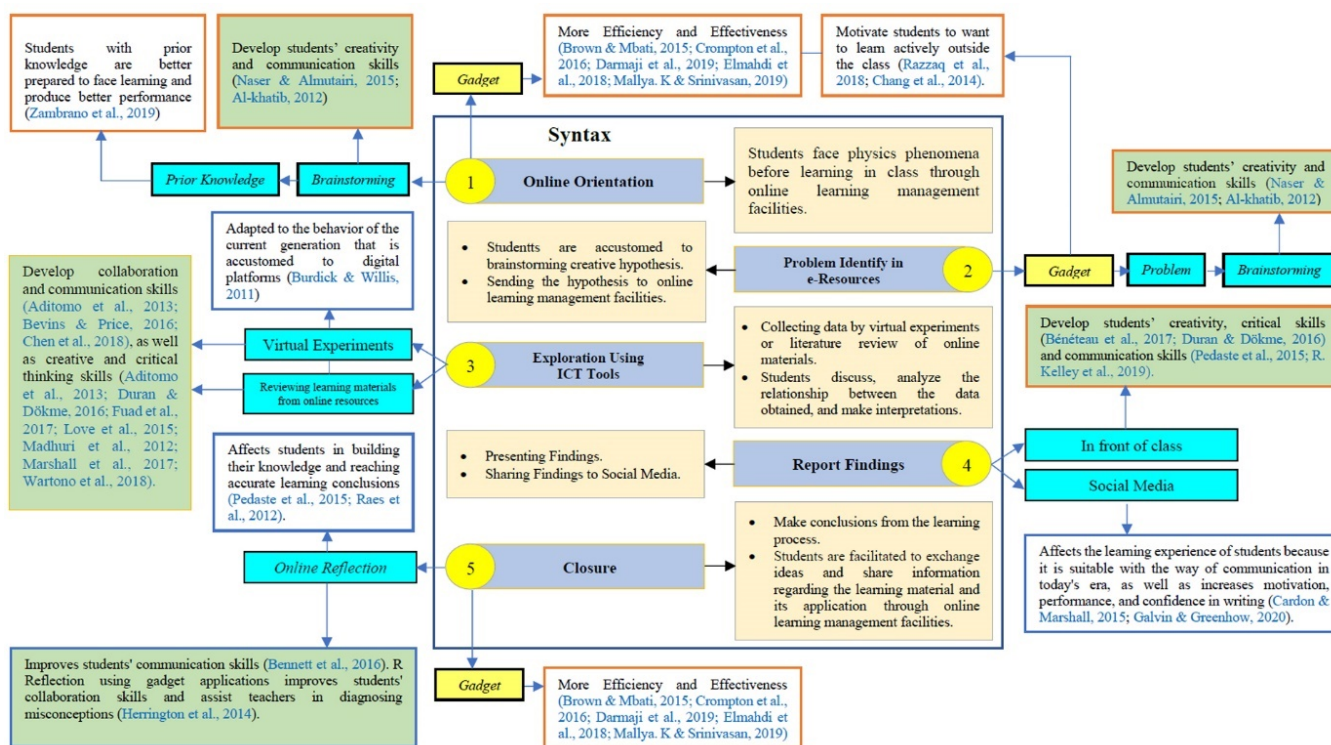 Students with prior
knowledge are better
prepared to face learning and
produce better performance
(Zambrano et al., 2019)
Develop students' creativity
and communication skills
(Naser & Almutairi, 2015;
Al-khatib, 2012)
Gadget
More Efficiency and Effectiveness
(Brown & Mbati, 2015; Crompton et al.,
2016; Darmaji et al., 2019; Elmahdi et
al., 2018; Mallya. K & Srinivasan, 2019)
Motivate students to want
to learn actively outside
the class (Razzaq et al.,
2018; Chang et al., 2014).
Syntax
Prior Knowledge
Brainstorming
1
Online Orientation
Students face physics phenomena
before learning in class through
online learning management
facilities.
Develop students' creativity and
communication skills (Naser &
Almutairi, 2015; Al-khatib, 2012)
Adapted to the behavior of the
current generation that is
accustomed to digital
platforms (Burdick & Willis,
2011)
Studentts are accustomed to
brainstorming creative hypothesis.
Sending the hypothesis to online
learning management facilities.
Problem Identify in
e-Resources
2
Gadget
Problem
Brainstorming
Develop collaboration
and communication skills
(Aditomo et al., 2013;
Bevins & Price, 2016;
Chen et al., 2018), as well
as creative and critical
thinking skills (Aditomo
et al., 2013; Duran &
Dökme, 2016; Fuad et al.,
2017; Love et al., 2015;
Madhuri et al., 2012;
Marshall et al., 2017;
Wartono et al., 2018).
Virtual Experiments
Reviewing learning materials
from online resources
3
Exploration Using
ICT Tools
Collecting data by virtual experiments
or literature review of online
materials.
Students discuss, analyze the
relationship between the data
obtained, and make interpretations.
Develop students' creativity, critical skills
(Bénéteau et al., 2017; Duran & Dökme, 2016)
and communication skills (Pedaste et al., 2015; R.
Kelley et al., 2019).
Affects students in building
their knowledge and reaching
accurate learning conclusions
(Pedaste et al., 2015; Raes et
al., 2012).
Presenting Findings.
Sharing Findings to Social Media.
Report Findings
4
In front of class
Social Media
Online Reflection
5
Closure
Make conclusions from the learning
process.
Students are facilitated to exchange
ideas and share information
regarding the learning material and
its application through online
learning management facilities.
Affects the learning experience of students because
it is suitable with the way of communication in
today's era, as well as increases motivation,
performance, and confidence in writing (Cardon &
Marshall, 2015; Galvin & Greenhow, 2020).
Improves students' communication skills (Bennett et al., 2016). R
Reflection using gadget applications improves students'
collaboration skills and assist teachers in diagnosing
misconceptions (Herrington et al., 2014).
Gadget
More Efficiency and Effectiveness
(Brown & Mbati, 2015; Crompton et al.,
2016; Darmaji et al., 2019; Elmahdi et
al., 2018; Mallya. K & Srinivasan, 2019)